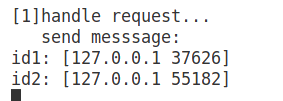 [1]handle request...
send messsage:
id1: [127.0.0.1 37626]
id2: [127.0.0.1 55182]